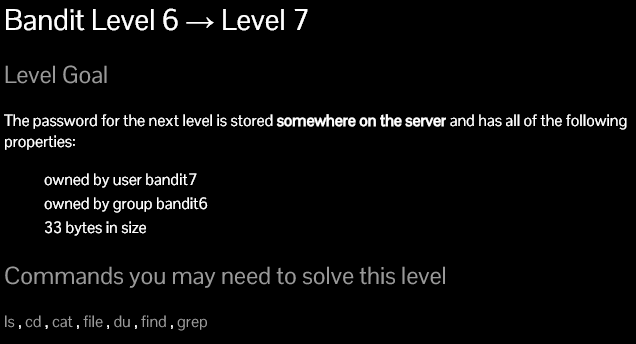 Bandit Level 6 → Level 7
Level Goal
The password for the next level is stored somewhere on the server and has all of the following
properties:
owned by user bandit7
owned by group bandit6
33 bytes in size
Commands you may need to solve this level
ls , cd , cat , file , du , find , grep